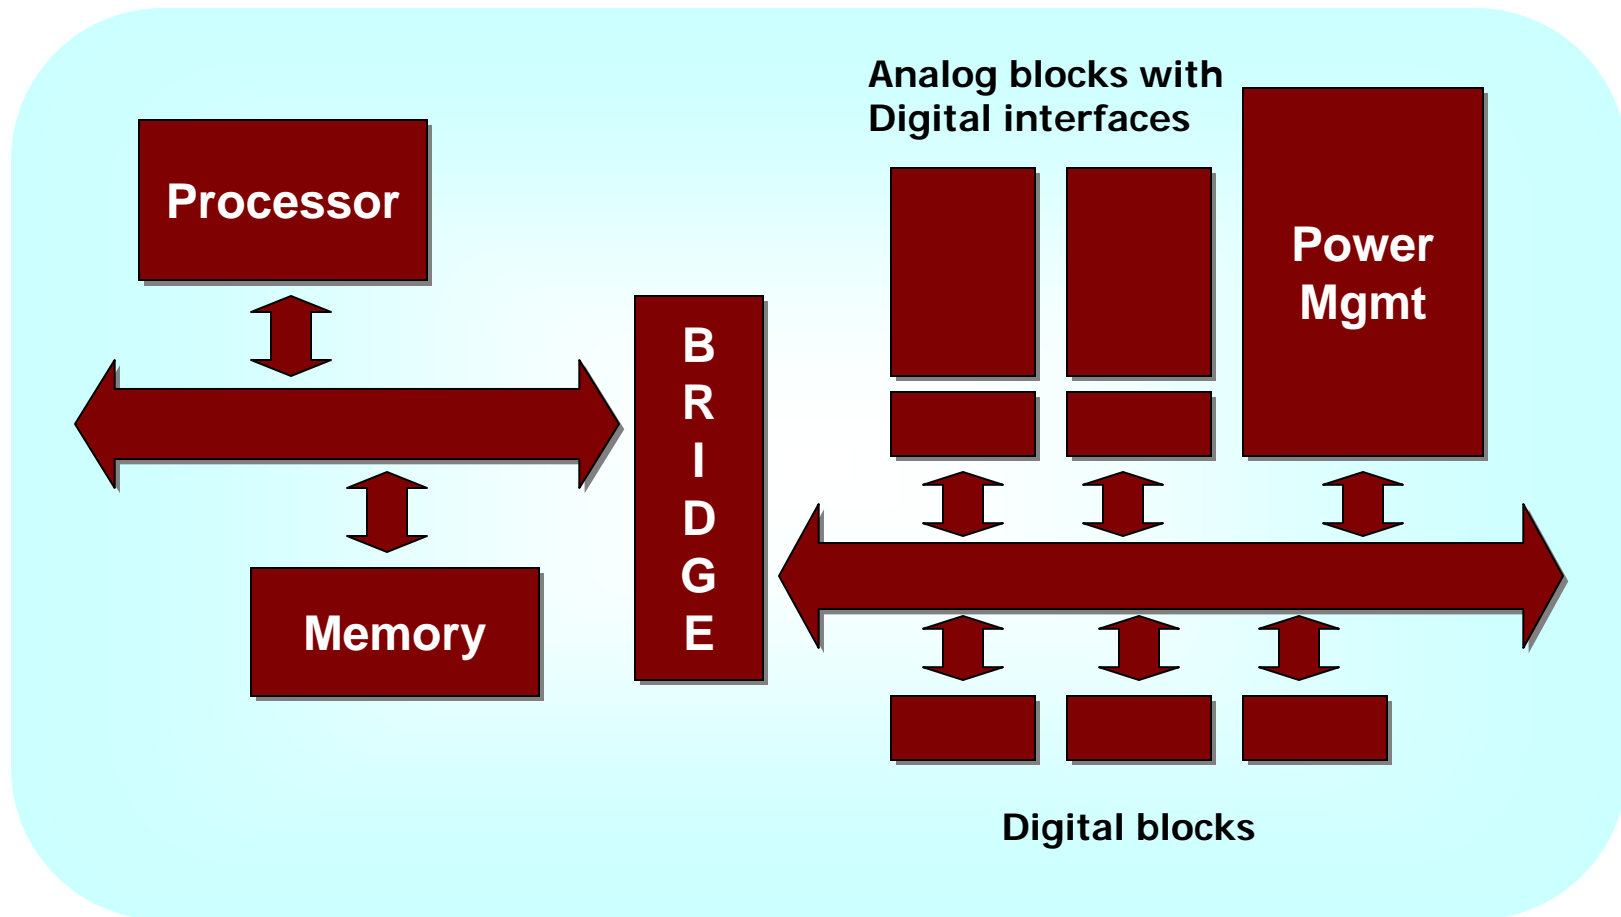 Analog blocks with
Digital interfaces
Processor
Power
Mgmt
B
R
I
D
G
E
Memory
Digital blocks